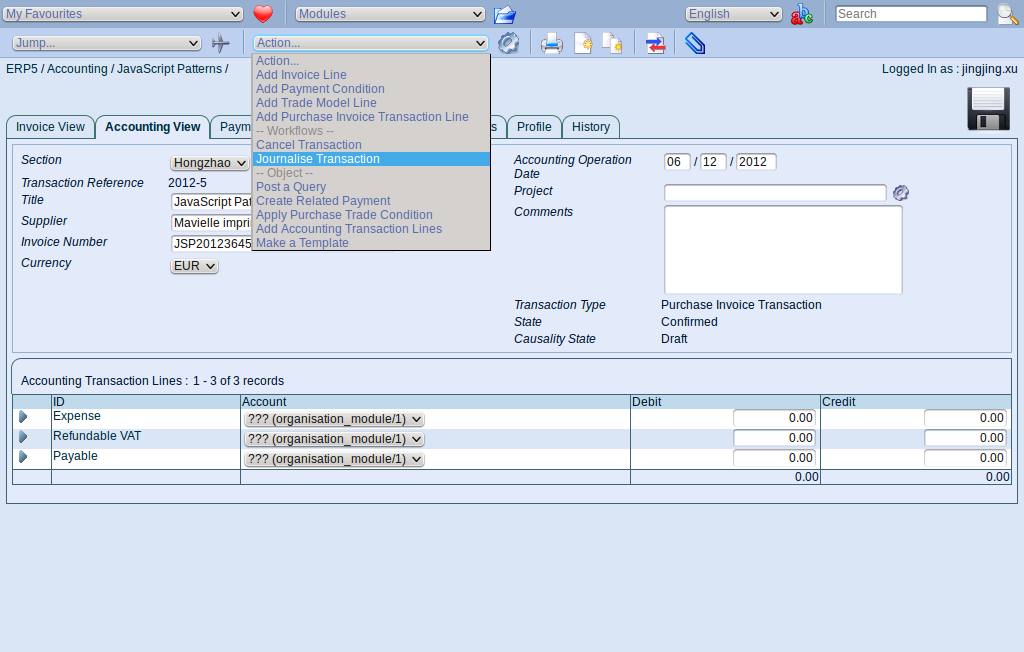 My Favourites Modules English Search
Jump... Action...
ERP5 / Accounting / JavaScript Patterns / Logged In as : jingjing.xu
Action...
Add Invoice Line
Add Payment Condition
Add Trade Model Line
Add Purchase Invoice Transaction Line
-- Workflows --
Cancel Transaction
Journalise Transaction
-- Object --
Post a Query
Create Related Payment
Apply Purchase Trade Condition
Add Accounting Transaction Lines
Make a Template
Invoice View Accounting View Paym s Profile History
Section Hongzhao
Transaction Reference 2012-5
Title JavaScript Pat
Supplier Mavielle impri
Invoice Number JSP20123645
Currency EUR
Accounting Operation Date 06 / 12 / 2012
Project
Comments
Transaction Type Purchase Invoice Transaction
State Confirmed
Causality State Draft
Accounting Transaction Lines : 1 - 3 of 3 records
ID Account Debit Credit
Expense ??? (organisation_module/1) 0.00 0.00
Refundable VAT ??? (organisation_module/1) 0.00 0.00
Payable ??? (organisation_module/1) 0.00 0.00
0.00 0.00